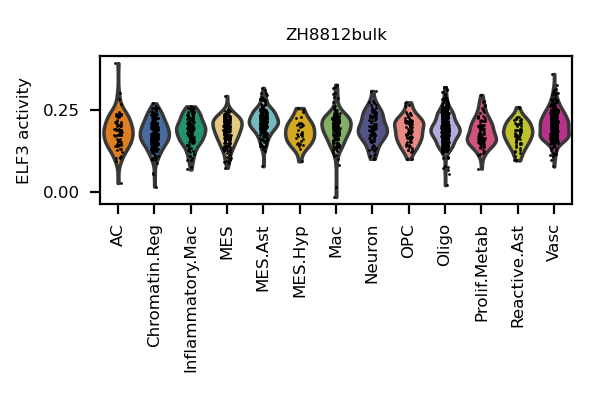 ZH8812bulk
ELF3 activity
0.25
0.00
AC
Chromatin.Reg
Inflammatory.Mac
MES
MES.Ast
MES.Hyp
Mac
Neuron
OPC
Oligo
Prolif.Metab
Reactive.Ast
Vasc